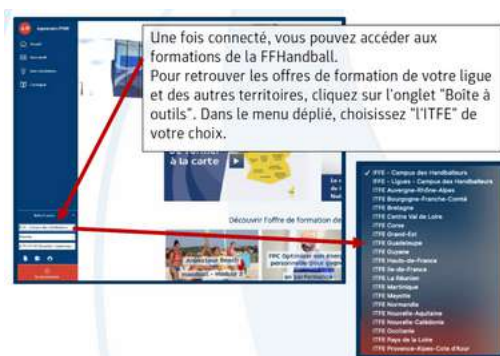 Une fois connecté, vous pouvez accéder aux
formations de la FFHandball.
Pour retrouver les offres de formation de votre ligue
et des autres territoires, cliquez sur l'onglet "Boîte à
outils". Dans le menu déplié, choisissez "l'ITFE" de
votre choix.
à la carte
Découvrir l'offre de formation de
✓ IFFE - Campus des Handballeurs
IFFE - Ligues - Campus des Handballeurs
ITFE Auvergne-Rhône-Alpes
ITFE Bourgogne-Franche-Comté
ITFE Bretagne
ITFE Centre Val de Loire
ITFE Corse
ITFE Grand-Est
ITFE Guadeloupe
ITFE Guyane
ITFE Hauts-de-France
ITFE Ile-de-France
ITFE La Réunion
ITFE Martinique
ITFE Mayotte
ITFE Normandie
ITFE Nouvelle-Aquitaine
ITFE Nouvelle-Calédonie
ITFE Occitanie
ITFE Pays de la Loire
ITFE Provence-Alpes-Cote d'Azur